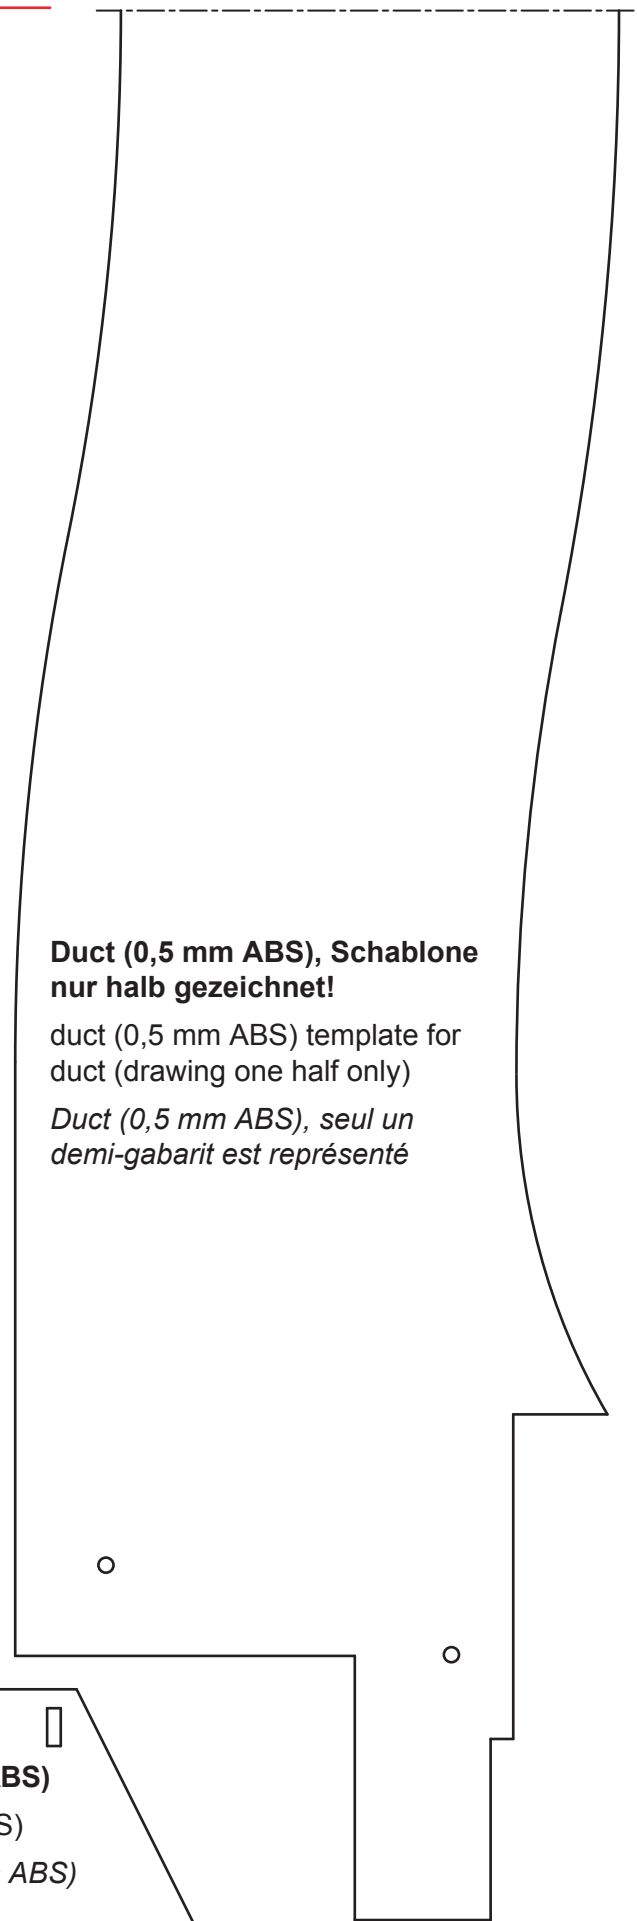 Duct (0,5 mm ABS), Schablone
nur halb gezeichnet!
duct (0,5 mm ABS) template for
duct (drawing one half only)
Duct (0,5 mm ABS), seul un
demi-gabarit est représenté
BS)
S)
ABS)